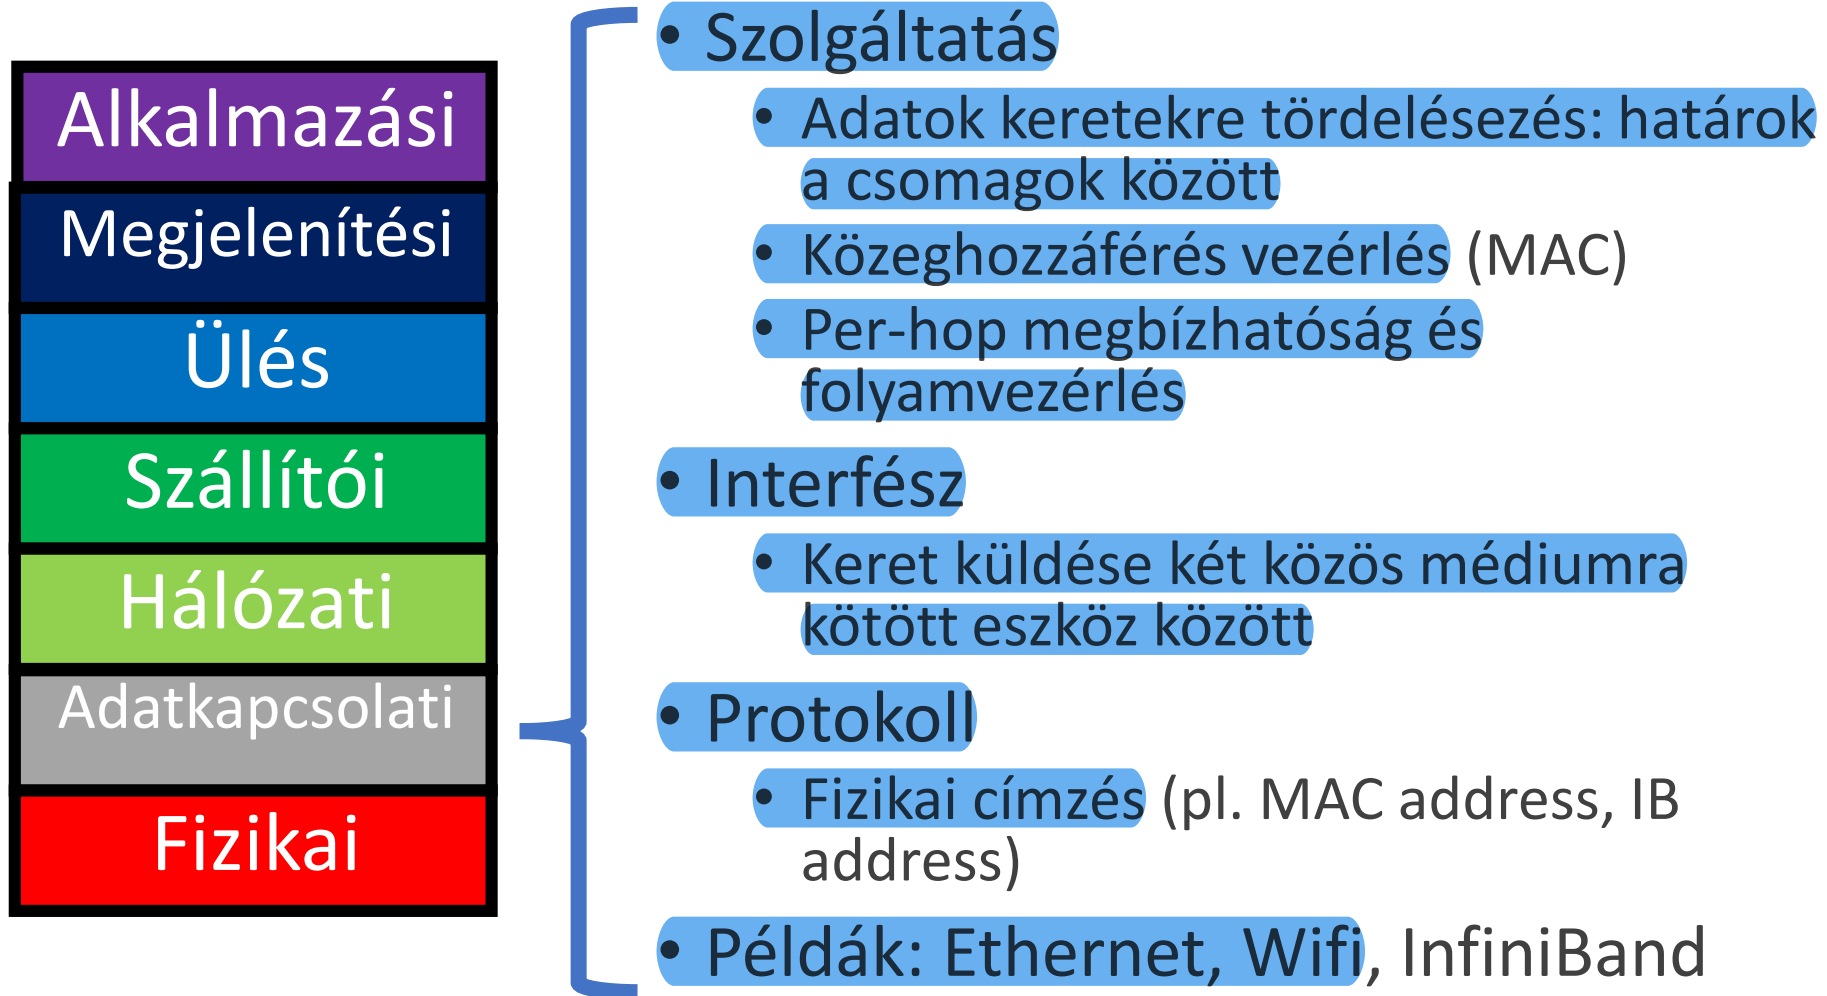 Alkalmazási
Megjelenítési
Ülés
Szállítói
Hálózati
Adatkapcsolati
Fizikai
• Szolgáltatás
• Adatok keretekre tördelésezés: határok
a csomagok között
• Közeghozzáférés vezérlés (MAC)
• Per-hop megbízhatóság és
folyamvezérlés
• Interfész
• Keret küldése két közös médiumra
kötött eszköz között
• Protokoll
• Fizikai címzés (pl. MAC address, IB
address)
• Példák: Ethernet, Wifi, InfiniBand